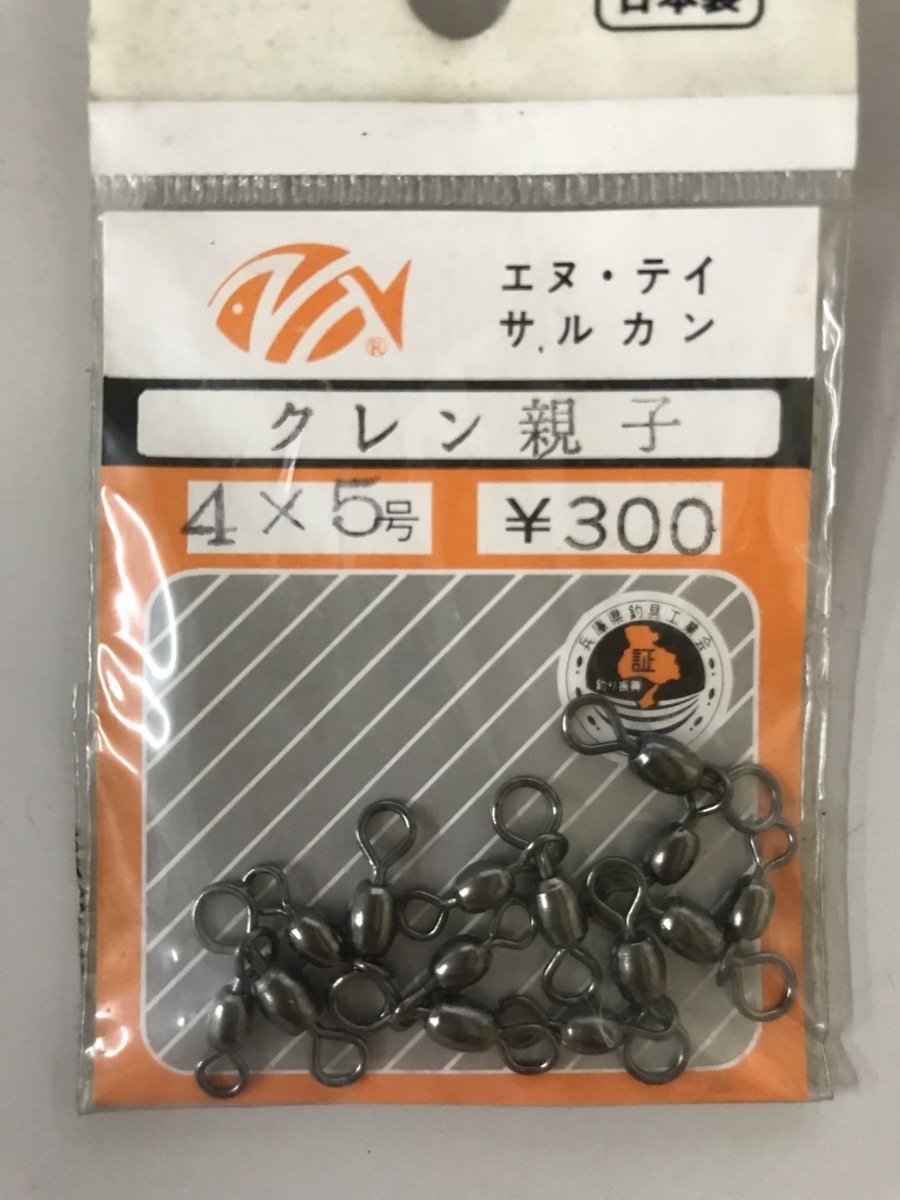 日本製
エヌ・テイ
サルカン
®
クレン親子
4×5号
¥300
兵庫県釣具工業会
証
釣り振興